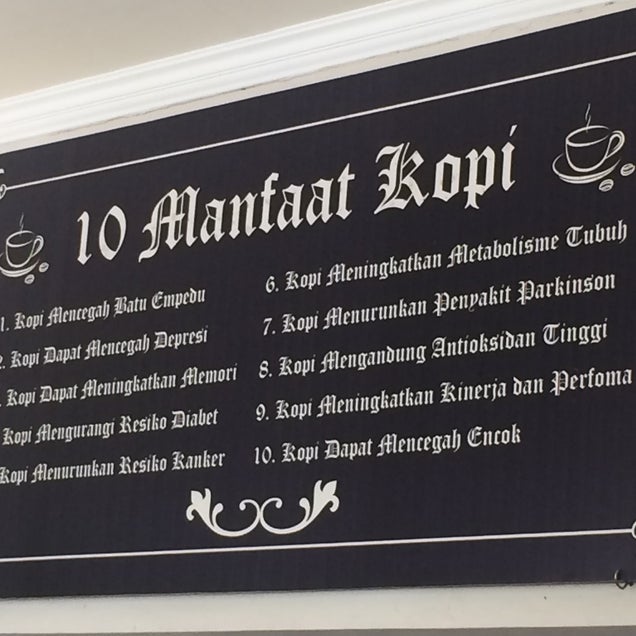 10 Manfaat Kopi
1. Kopi Mencegah Batu Empedu
2. Kopi Dapat Mencegah Depresi
. Kopi Dapat Meningkatkan Memori
Kopi Mengurangi Resiko Diabet
Kopi Menurunkan Resiko Kanker
6. Kopi Meningkatkan Metabolisme Tubuh
7. Kopi Menurunkan Penyakit Parkinson
8. Kopi Mengandung Antioksidan Tinggi
9. Kopi Meningkatkan Kinerja dan Perfoma
10. Kopi Dapat Mencegah Encok